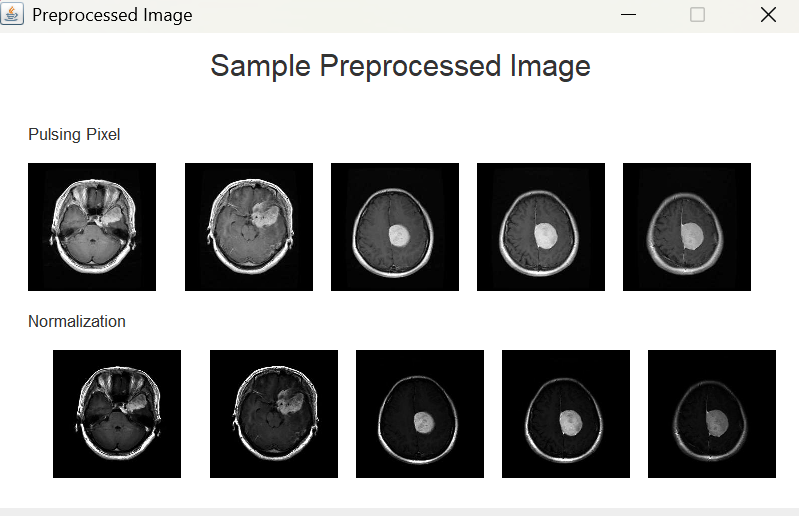 Preprocessed Image
Sample Preprocessed Image
Pulsing Pixel
Normalization